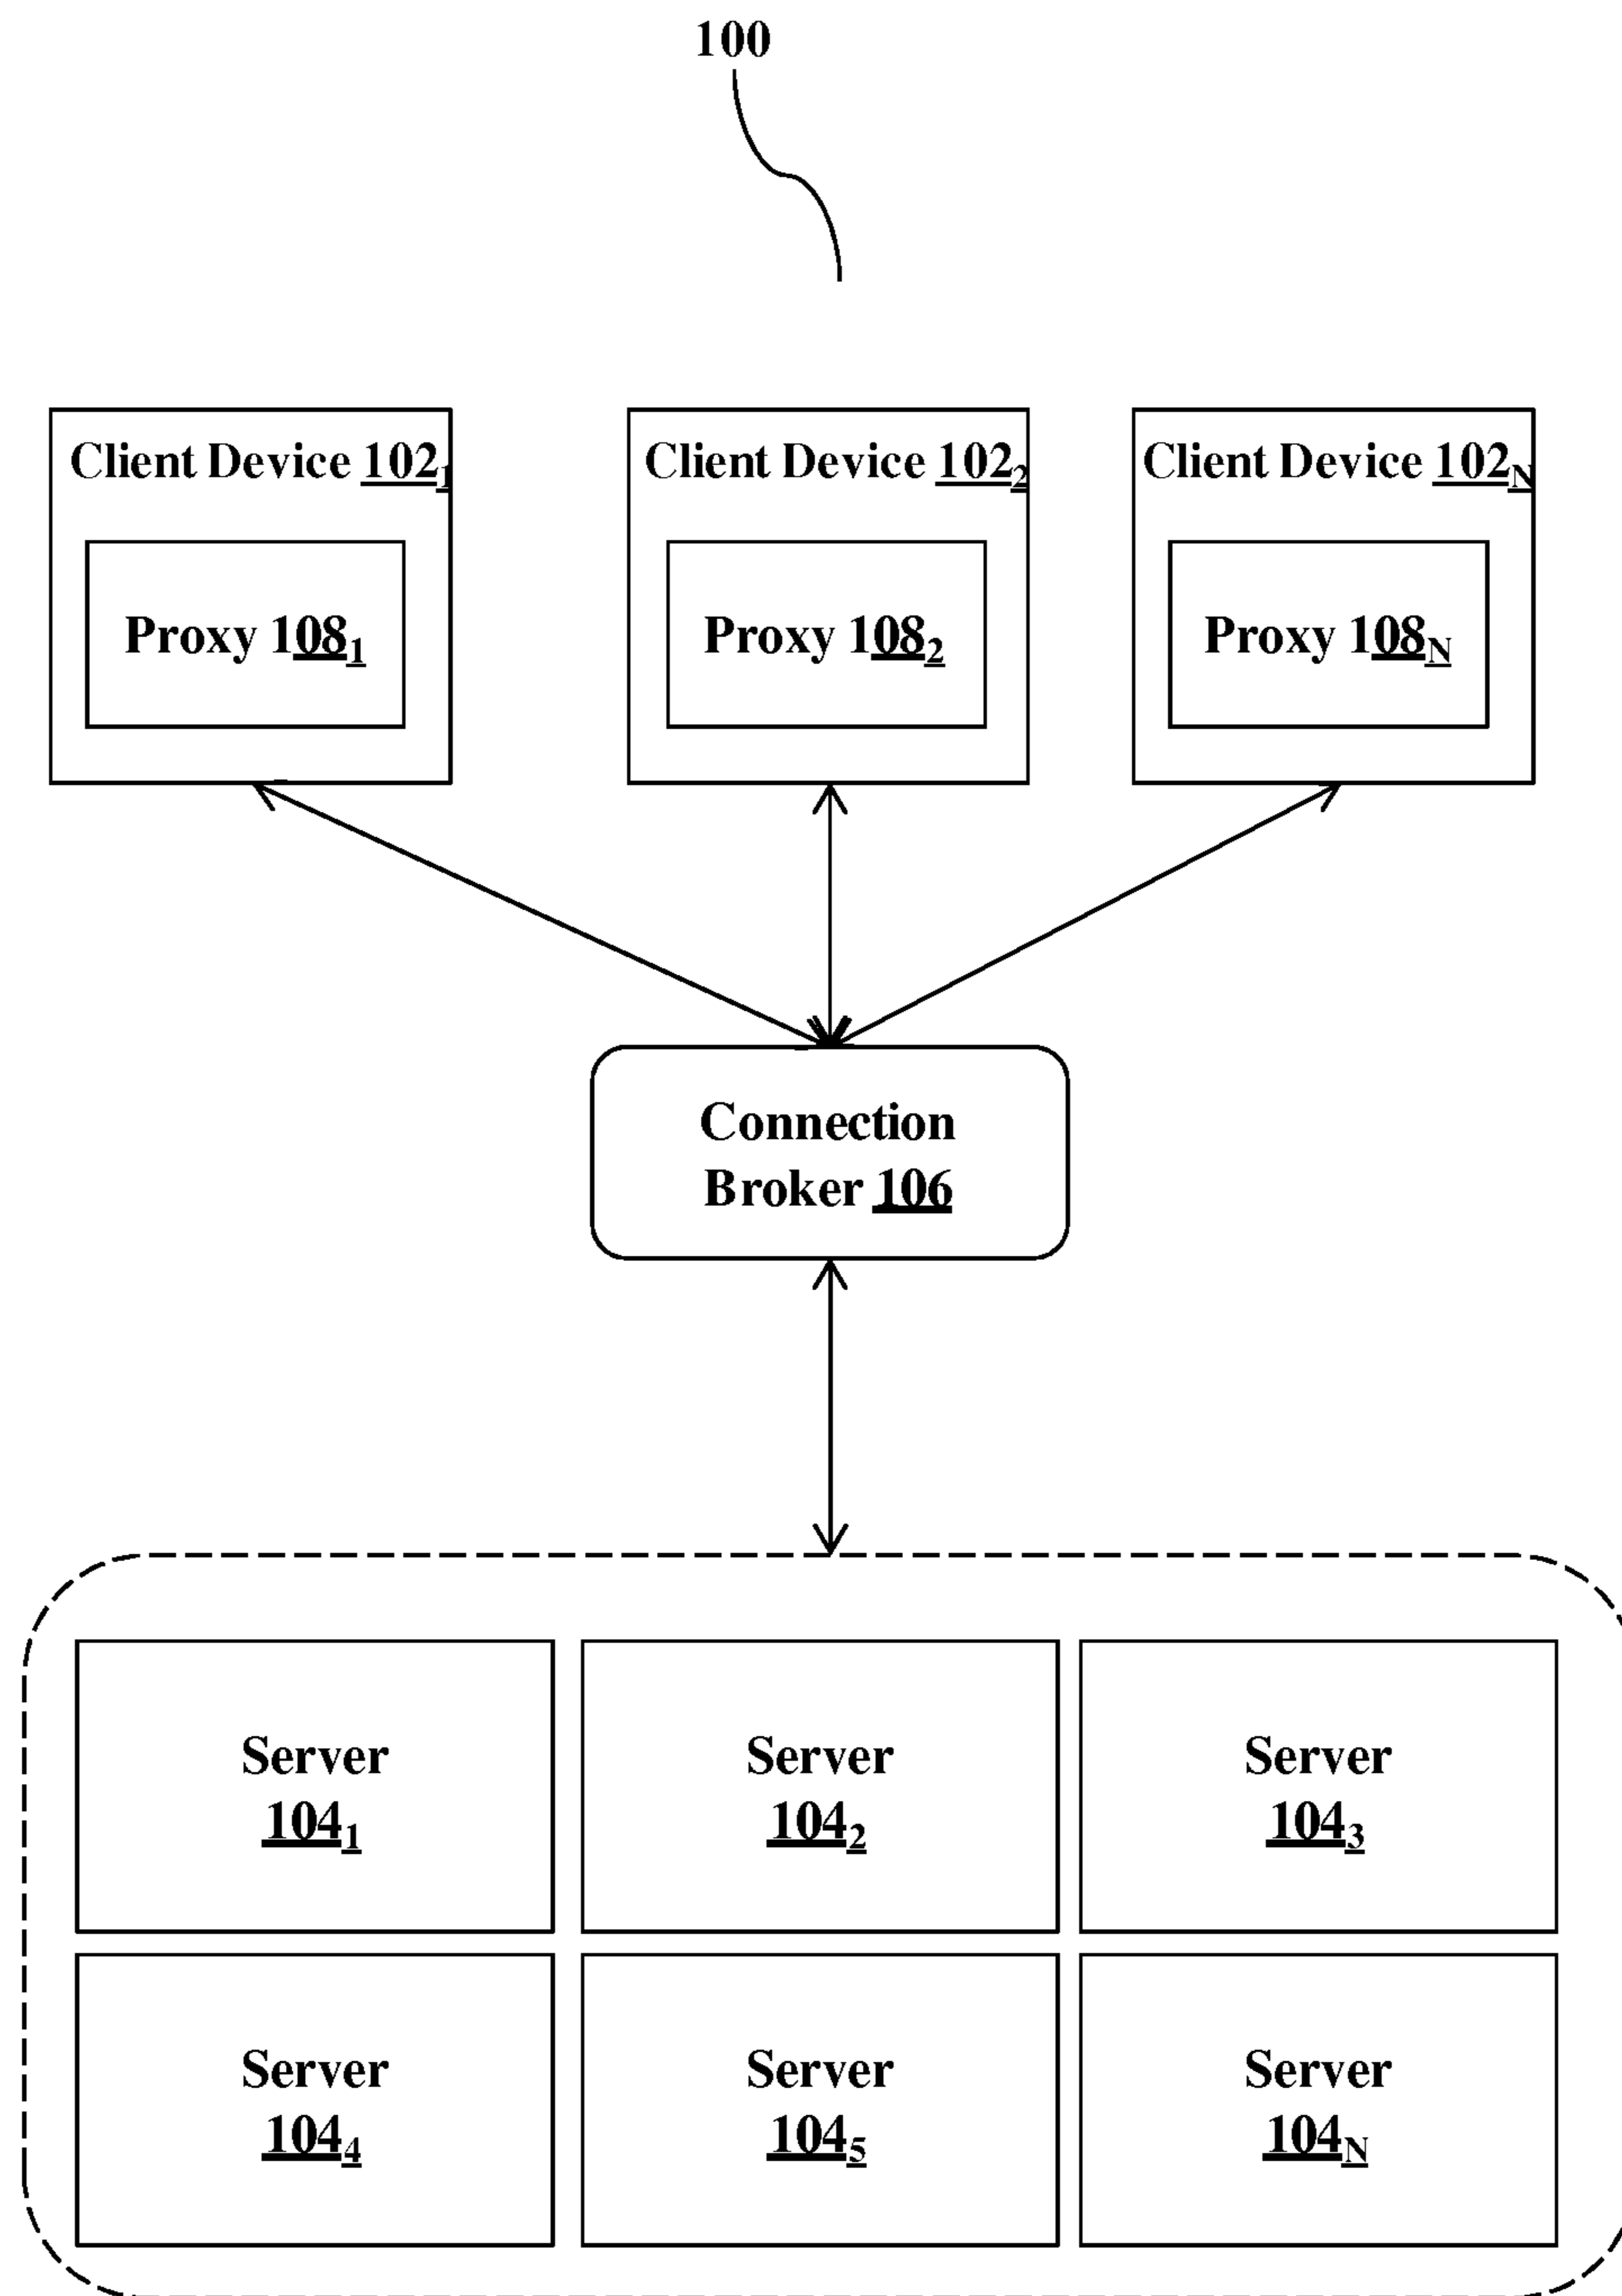 100
Client Device 102₁
Client Device 102₂
Client Device 102N
Proxy 108₁
Proxy 108₂
Proxy 108N
Connection
Broker 106
Server
104₁
Server
104₂
Server
104₃
Server
104₄
Server
104₅
Server
104N